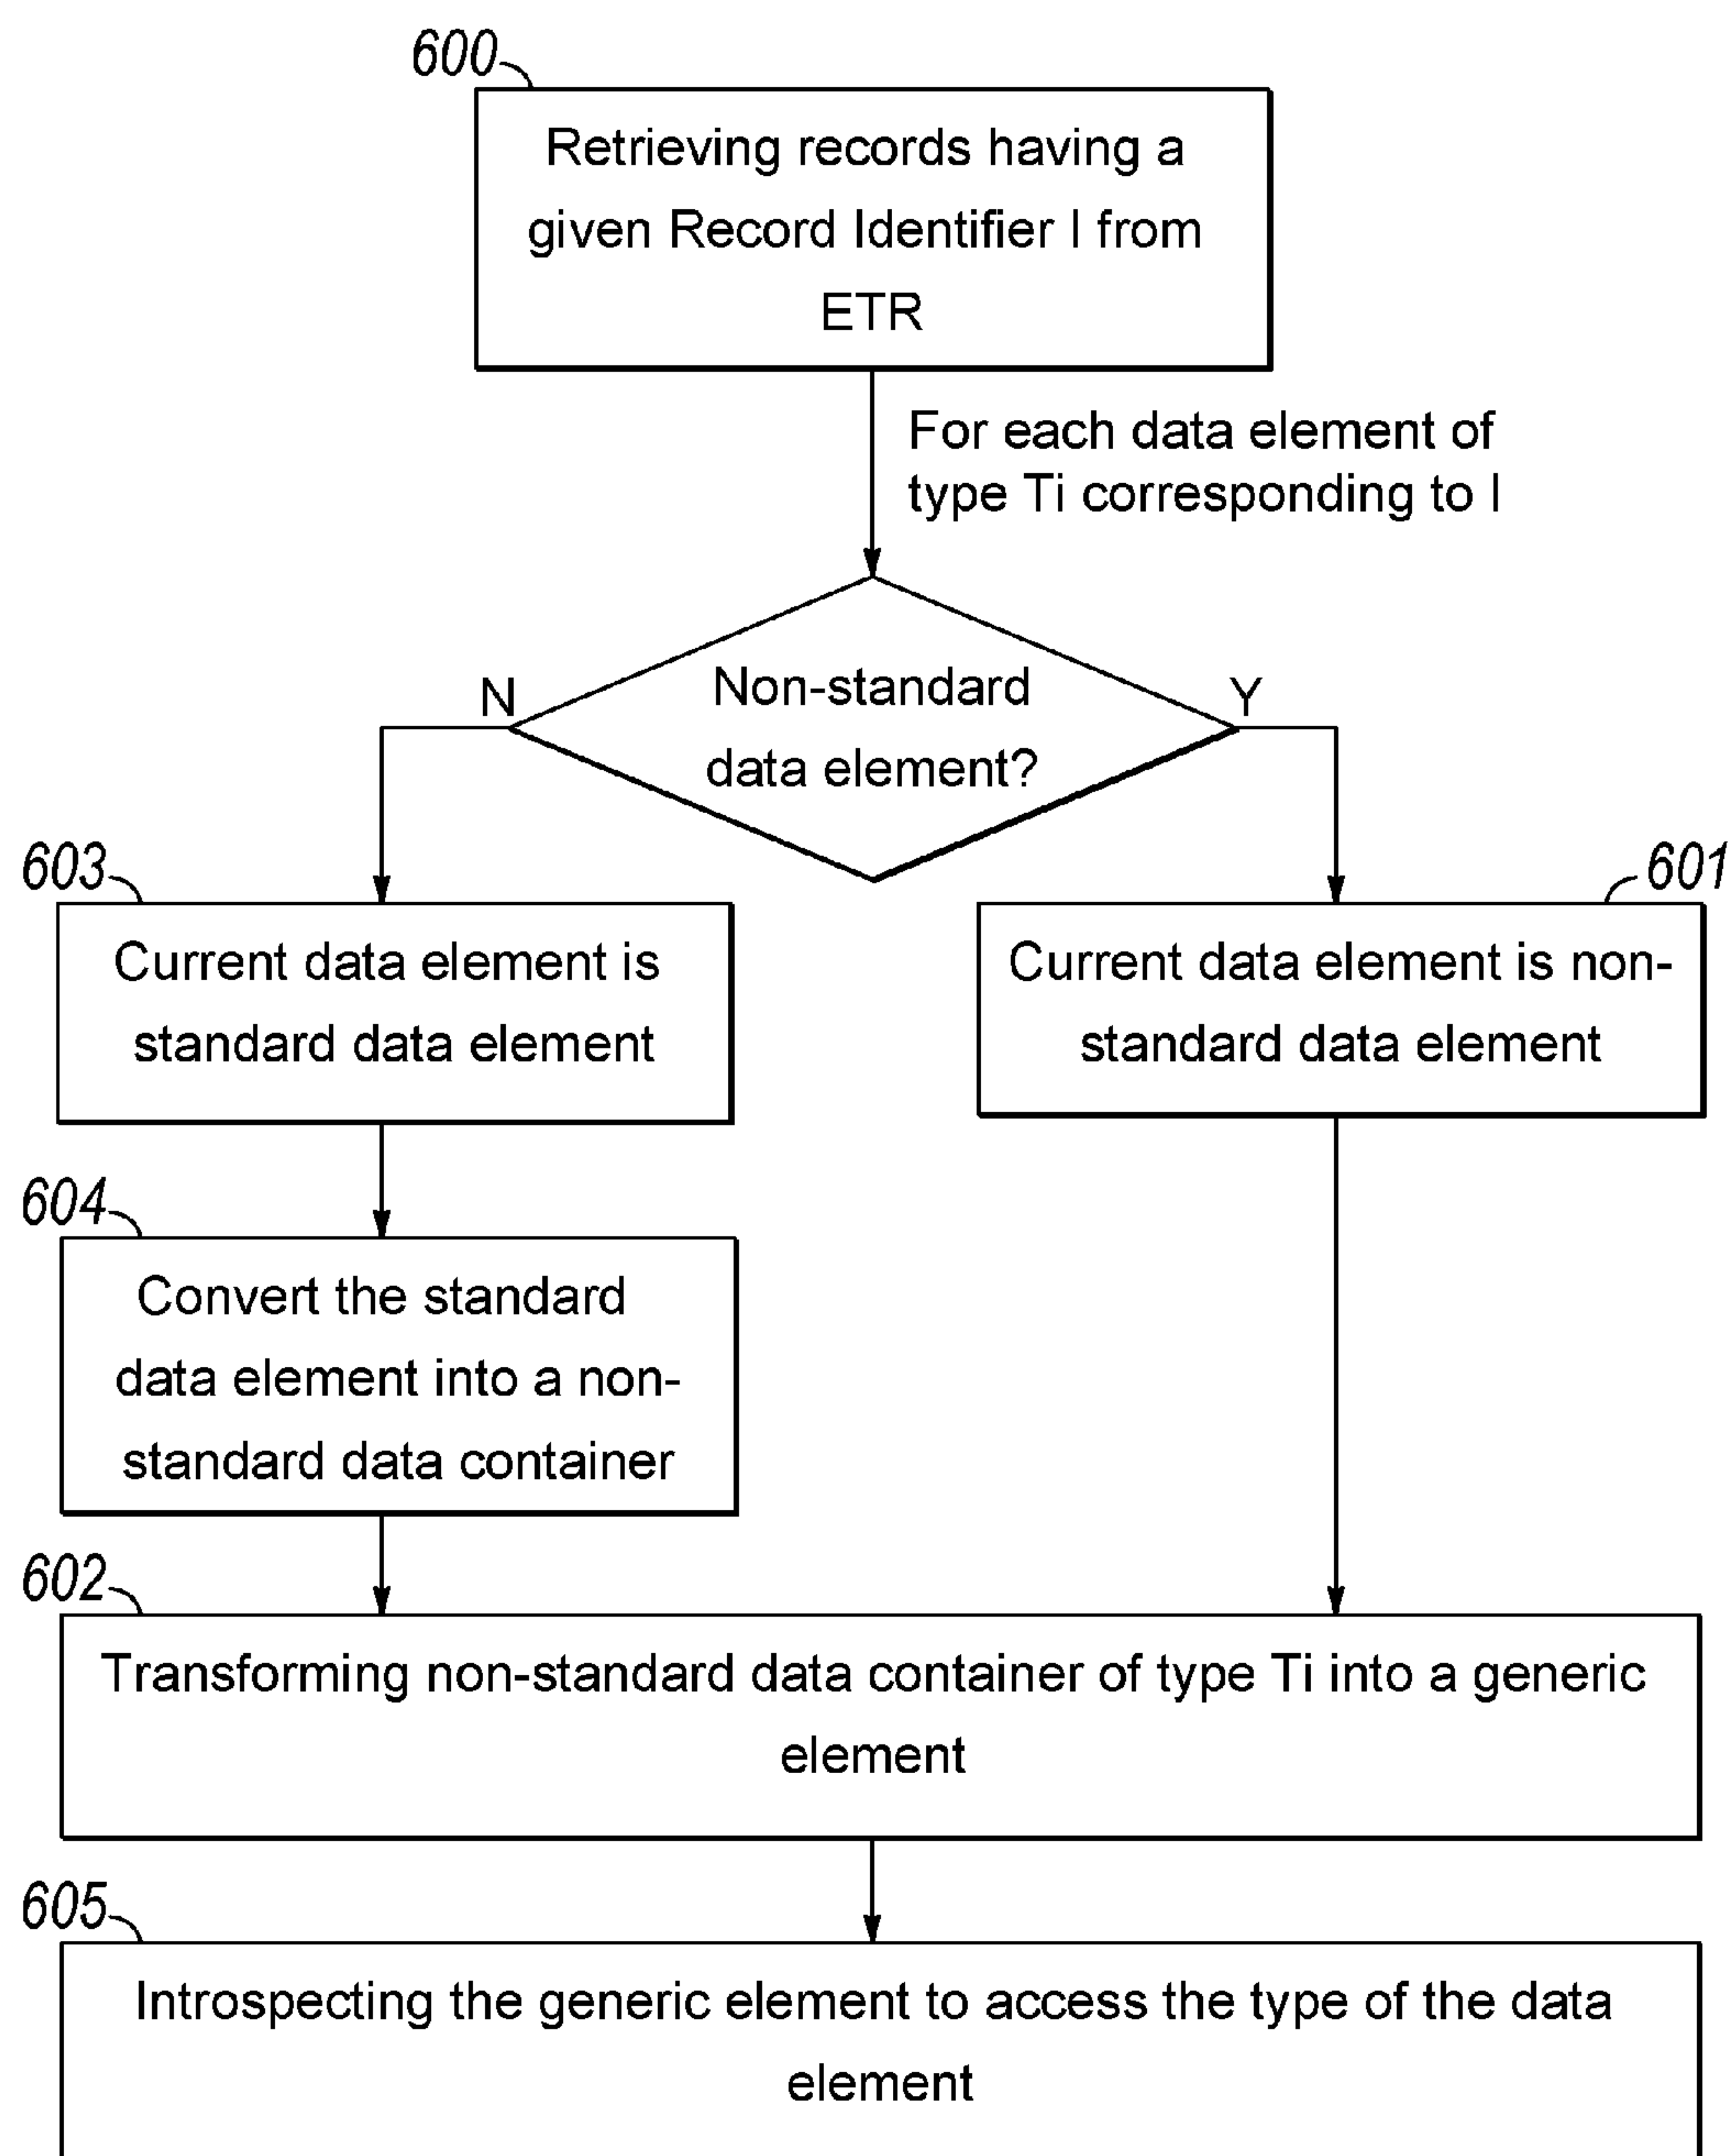 600
Retrieving records having a
given Record Identifier I from
ETR
For each data element of
type Ti corresponding to I
Non-standard
data element?
N
Y
603
Current data element is
standard data element
601
Current data element is non-
standard data element
604
Convert the standard
data element into a non-
standard data container
602
Transforming non-standard data container of type Ti into a generic
element
605
Introspecting the generic element to access the type of the data
element